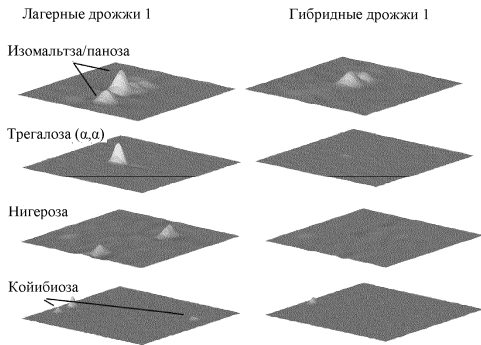 Лагерные дрожжи 1
Гибридные дрожжи 1
Изомальтза/паноза
Трегалоза (α,α)
Нигероза
Койибиоза